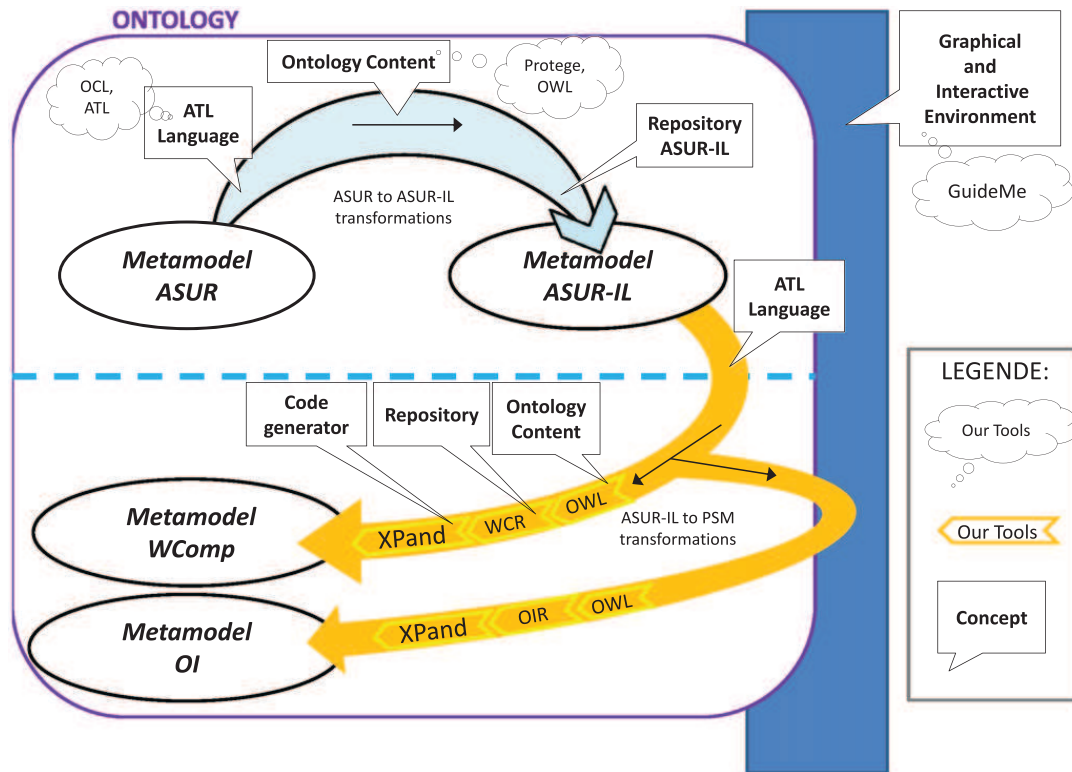 ONTOLOGY
OCL,
ATL
ATL
Language
Ontology Content
Protege,
OWL
Repository
ASUR-IL
Graphical
and
Interactive
Environment
GuideMe
ASUR to ASUR-IL
transformations
Metamodel
ASUR
Metamodel
ASUR-IL
ATL
Language
Code
generator
Repository
Ontology
Content
Metamodel
WComp
XPand
WCR
OWL
ASUR-IL to PSM
transformations
Metamodel
OI
XPand
OIR
OWL
LEGENDE:
Our Tools
Our Tools
Concept